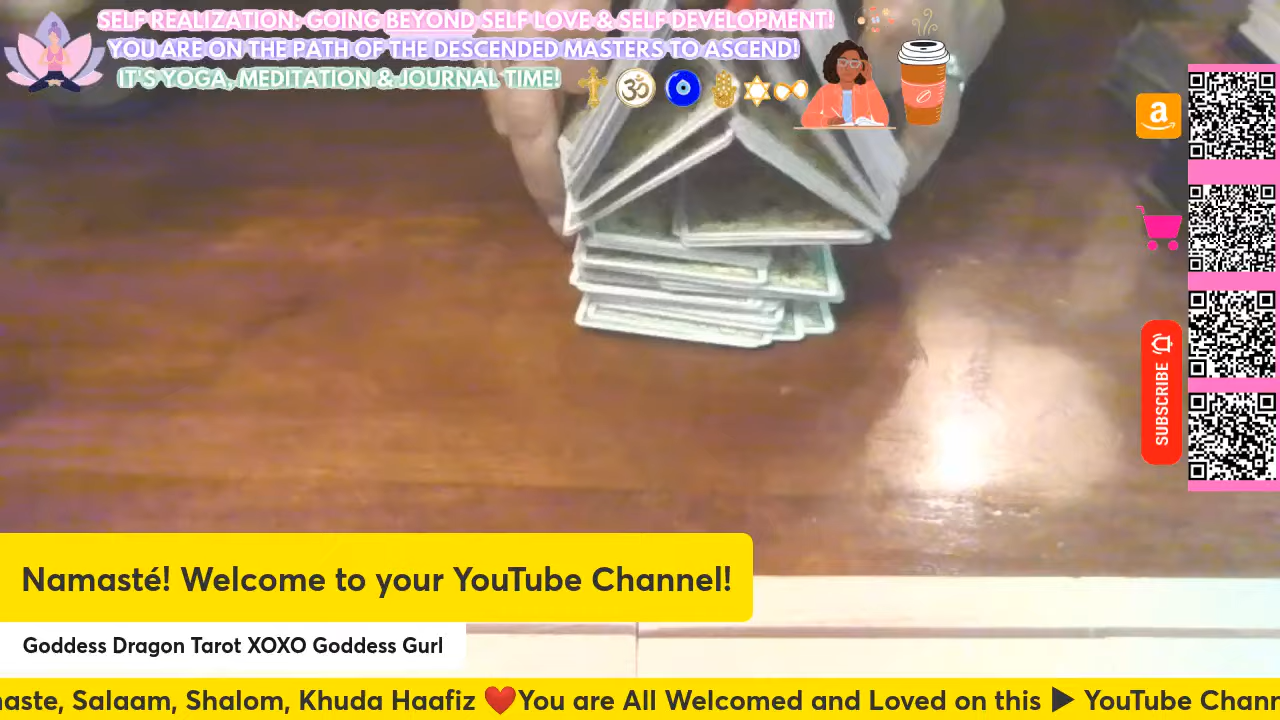 SELF REALIZATION: GOING BEYOND SELF LOVE & SELF DEVELOPMENT!
YOU ARE ON THE PATH OF THE DESCENDED MASTERS TO ASCEND!
IT'S YOGA, MEDITATION & JOURNAL TIME!
ॐ
a
SUBSCRIBE
Namasté! Welcome to your YouTube Channel!
Goddess Dragon Tarot XOXO Goddess Gurl
Salaam, Shalom, Khuda Haafiz ❤️You are All Welcomed and Loved on this ▶ YouTube